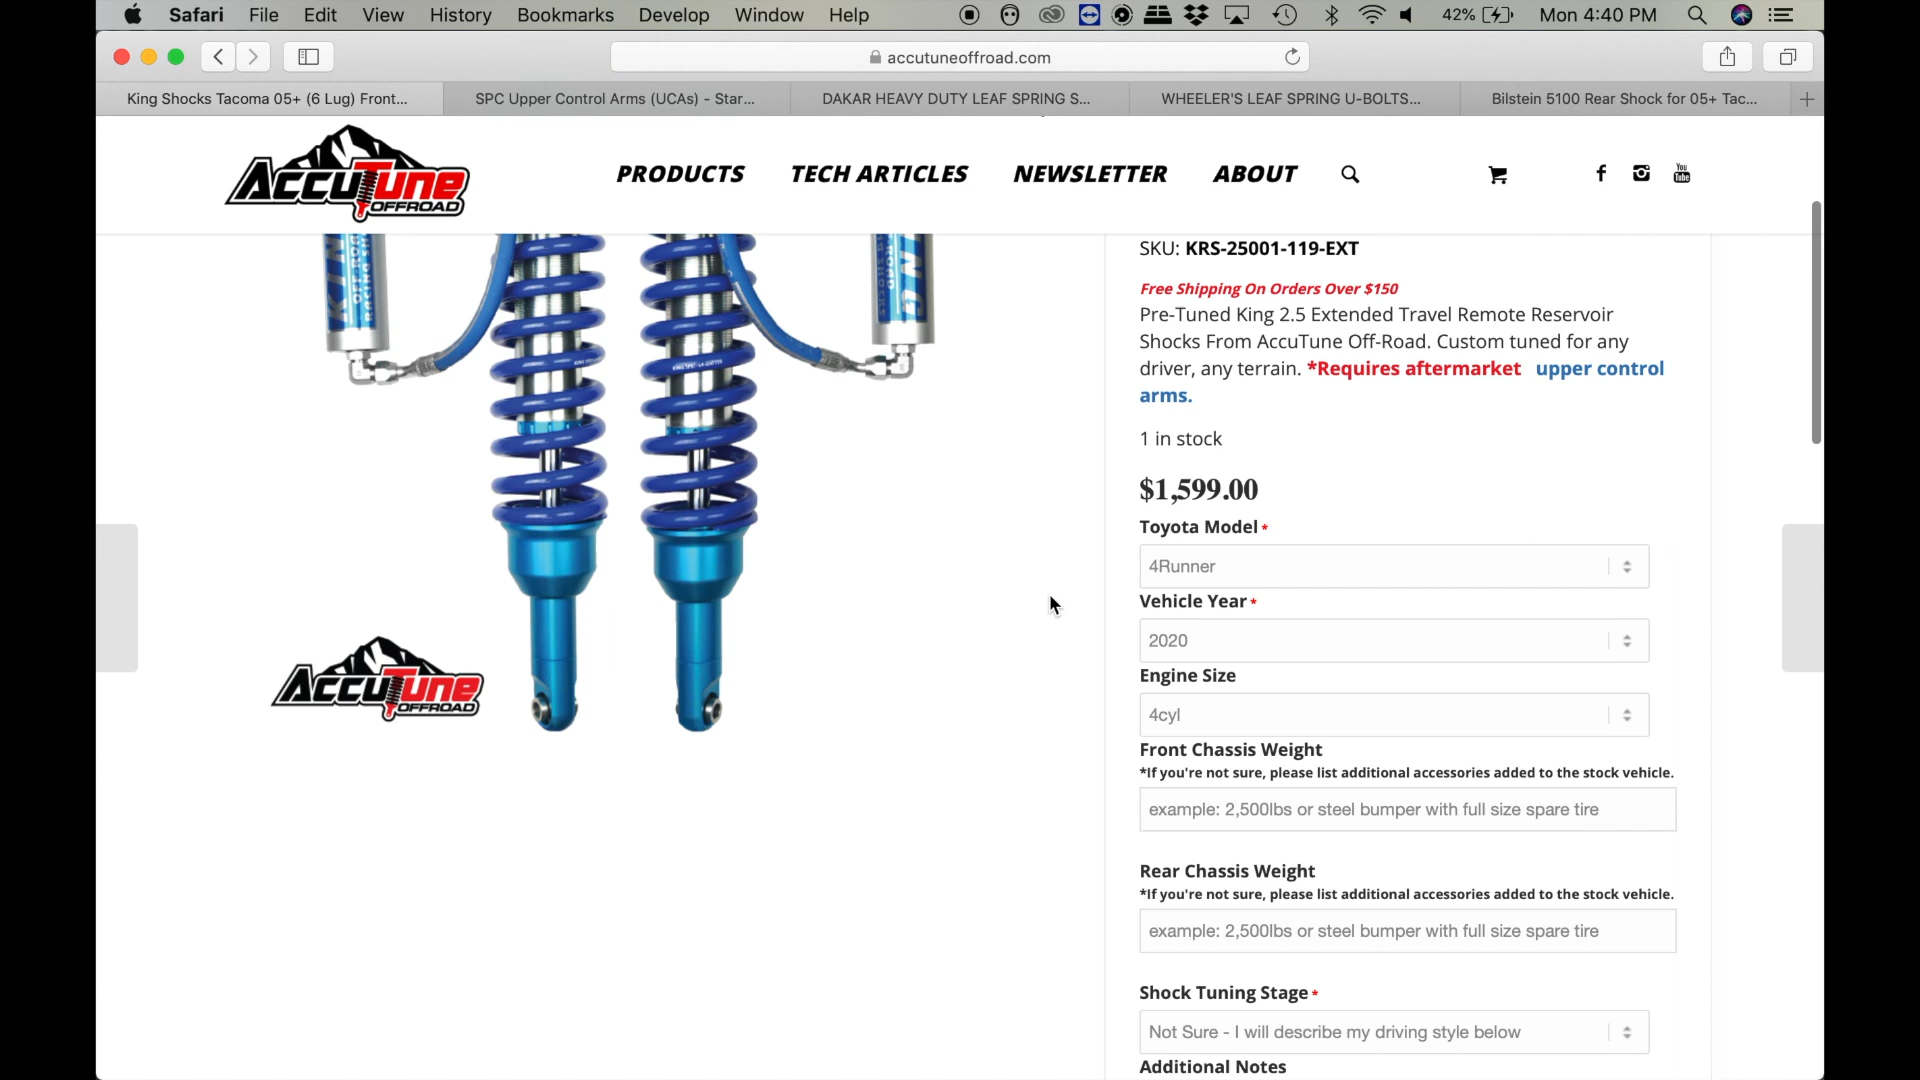 Safari File Edit View History Bookmarks Develop Window Help 42% Mon 4:40 PM
accutuneoffroad.com
King Shocks Tacoma 05+ (6 Lug) Front... SPC Upper Control Arms (UCAs) - Star... DAKAR HEAVY DUTY LEAF SPRING S... WHEELER'S LEAF SPRING U-BOLTS... Bilstein 5100 Rear Shock for 05+ Tac...
ACCUTUNE
OFFROAD
PRODUCTS TECH ARTICLES NEWSLETTER ABOUT
You
Tube
SKU: KRS-25001-119-EXT
Free Shipping On Orders Over $150
Pre-Tuned King 2.5 Extended Travel Remote Reservoir
Shocks From AccuTune Off-Road. Custom tuned for any
driver, any terrain. *Requires aftermarket upper control
arms.
1 in stock
$1,599.00
Toyota Model *
4Runner
Vehicle Year *
2020
Engine Size
4cyl
Front Chassis Weight
*If you're not sure, please list additional accessories added to the stock vehicle.
example: 2,500lbs or steel bumper with full size spare tire
Rear Chassis Weight
*If you're not sure, please list additional accessories added to the stock vehicle.
example: 2,500lbs or steel bumper with full size spare tire
Shock Tuning Stage *
Not Sure - I will describe my driving style below
Additional Notes
ACCUTUNE
OFFROAD